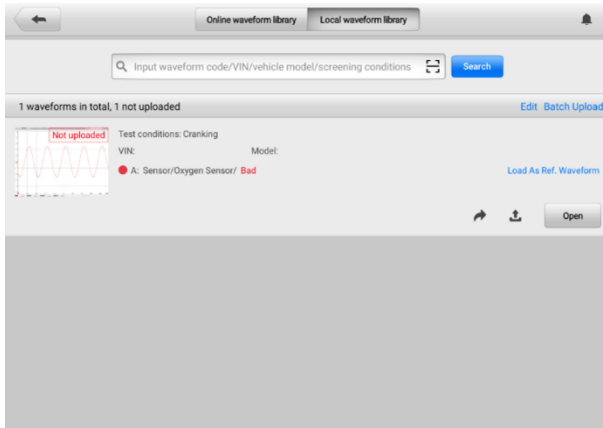 Online waveform library Local waveform library
Input waveform code/VIN/vehicle model/screening conditions Search
1 waveforms in total, 1 not uploaded Edit Batch Upload
Not uploaded Test conditions: Cranking
VIN: Model:
A: Sensor/Oxygen Sensor/ Bad Load As Ref. Waveform
Open